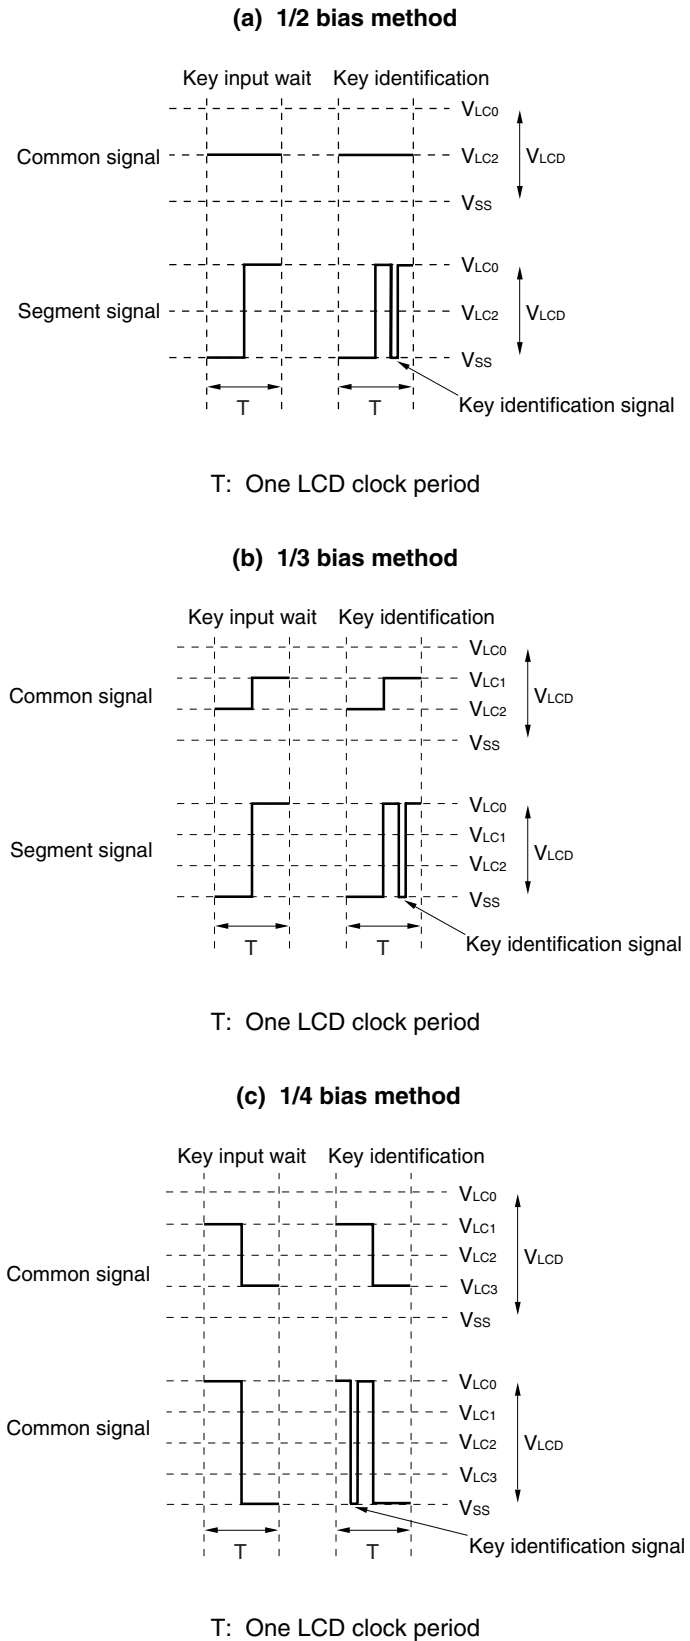 (a) 1/2 bias method
Key input wait Key identification
VLC0
Common signal VLC2 VLCD
VSS
VLC0
Segment signal VLC2 VLCD
VSS
T T Key identification signal
T: One LCD clock period
(b) 1/3 bias method
Key input wait Key identification
VLC0
VLC1
Common signal VLCD
VLC2
VSS
VLC0
VLC1
Segment signal VLCD
VLC2
VSS
T T Key identification signal
T: One LCD clock period
(c) 1/4 bias method
Key input wait Key identification
VLC0
VLC1
VLC2 VLCD
Common signal
VLC3
VSS
VLC0
VLC1
Common signal
VLC2 VLCD
VLC3
VSS
T T Key identification signal
T: One LCD clock period